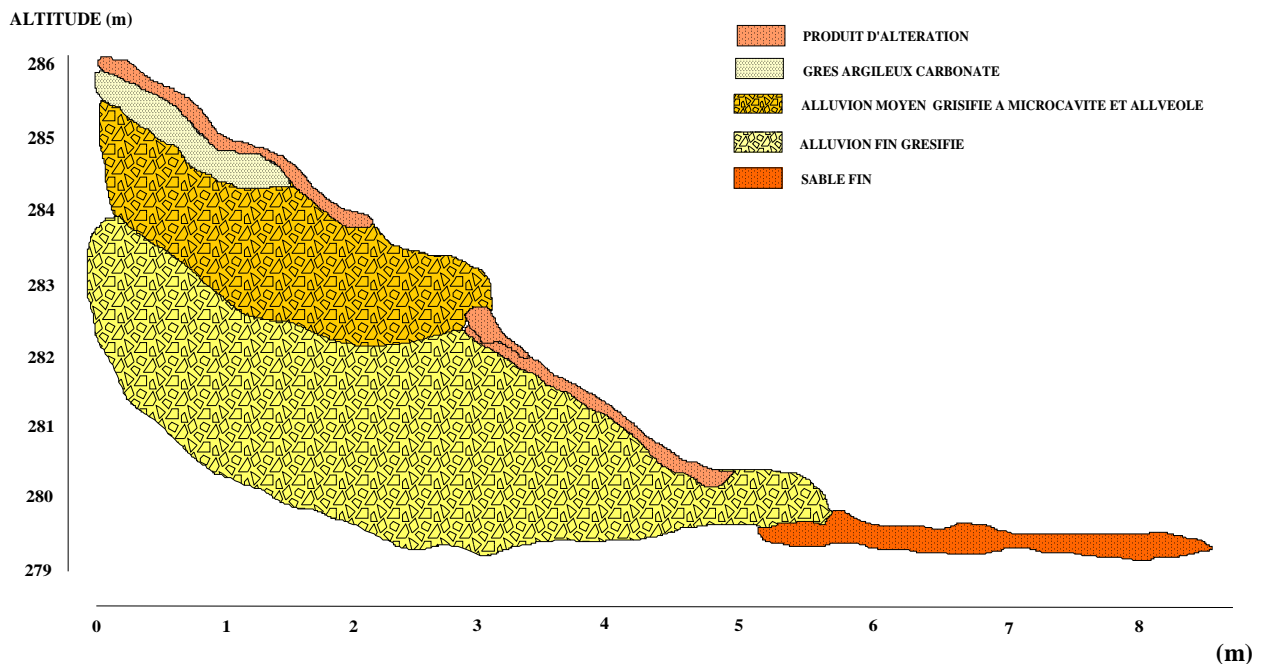 ALTITUDE (m)
PRODUIT D'ALTERATION
GRES ARGILEUX CARBONATE
ALLUVION MOYEN GRISIFIE A MICROCAVITE ET ALLVEOLE
ALLUVION FIN GRESIFIE
SABLE FIN
286
285
284
283
282
281
280
279
0 1 2 3 4 5 6 7 8
(m)